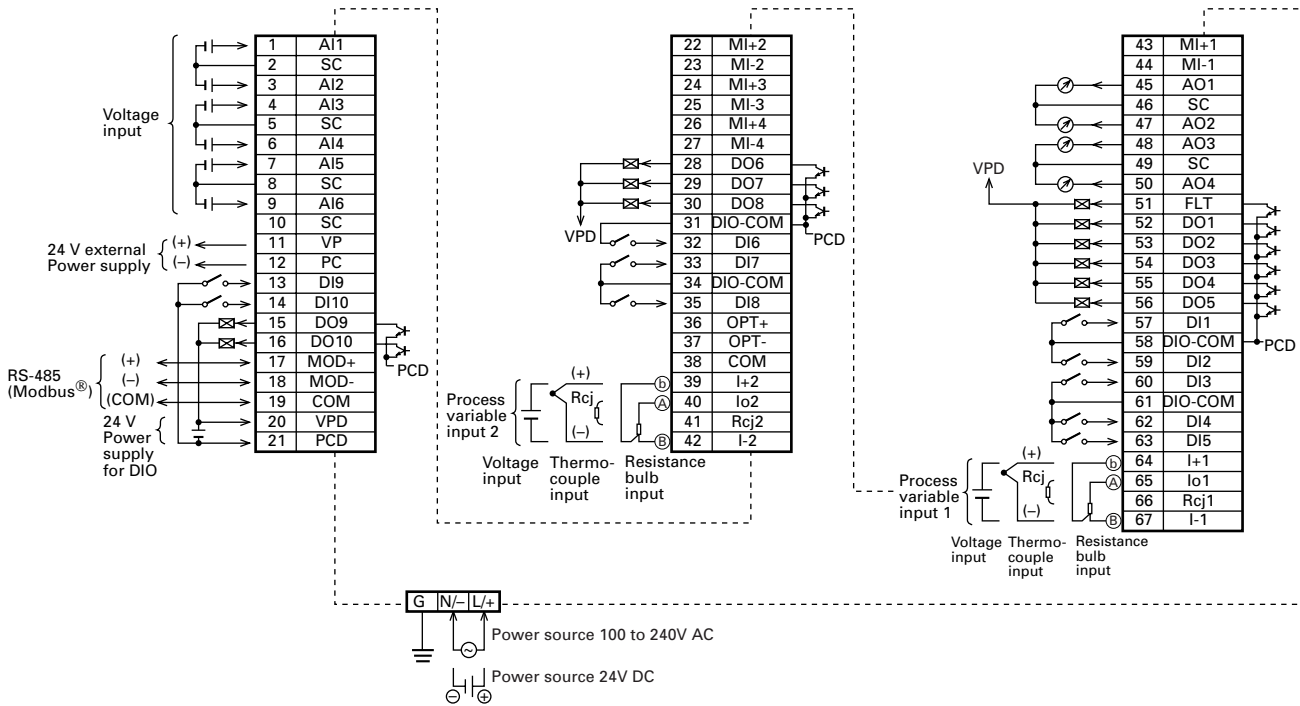 Voltage
input
1 AI1
2 SC
3 AI2
4 AI3
5 SC
6 AI4
7 AI5
8 SC
9 AI6
10 SC
24 V external
Power supply
(+)
(−)
11 VP
12 PC
13 DI9
14 DI10
15 DO9
16 DO10
PCD
RS-485
(Modbus®)
(+)
(−)
(COM)
17 MOD+
18 MOD-
19 COM
24 V
Power
supply
for DIO
20 VPD
21 PCD
22 MI+2
23 MI-2
24 MI+3
25 MI-3
26 MI+4
27 MI-4
28 DO6
29 DO7
30 DO8
31 DIO-COM
VPD
PCD
32 DI6
33 DI7
34 DIO-COM
35 DI8
36 OPT+
37 OPT-
38 COM
39 I+2
40 Io2
41 Rcj2
42 I-2
Process
variable
input 2
(+)
Rcj
(−)
b
A
B
Voltage
input
Thermo-
couple
input
Resistance
bulb
input
43 MI+1
44 MI-1
45 AO1
46 SC
47 AO2
48 AO3
49 SC
50 AO4
VPD
51 FLT
52 DO1
53 DO2
54 DO3
55 DO4
56 DO5
57 DI1
58 DIO-COM
PCD
59 DI2
60 DI3
61 DIO-COM
62 DI4
63 DI5
64 I+1
65 Io1
66 Rcj1
67 I-1
Process
variable
input 1
(+)
Rcj
(−)
b
A
B
Voltage
input
Thermo-
couple
input
Resistance
bulb
input
G N/− L/+
Power source 100 to 240V AC
Power source 24V DC